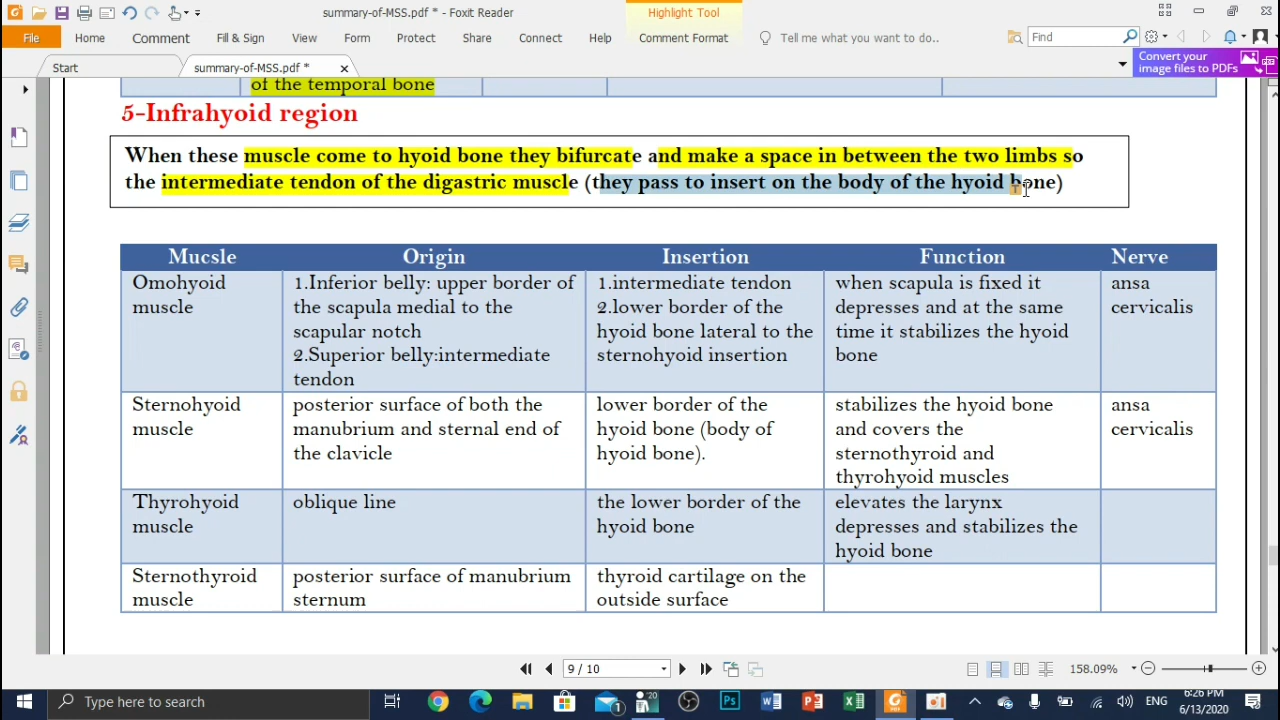 summary-of-MSS.pdf * - Foxit Reader
Highlight Tool
File
Home
Comment
Fill & Sign
View
Form
Protect
Share
Connect
Help
Comment Format
Tell me what you want to do..
Find
Start
summary-of-MSS.pdf *
Convert your
image files to PDFs
of the temporal bone
5-Infrahyoid region
When these muscle come to hyoid bone they bifurcate and make a space in between the two limbs so
the intermediate tendon of the digastric muscle (they pass to insert on the body of the hyoid bone)
Mucsle
Origin
Insertion
Function
Nerve
Omohyoid
muscle
1.Inferior belly: upper border of
the scapula medial to the
scapular notch
2.Superior belly:intermediate
tendon
1.intermediate tendon
2.lower border of the
hyoid bone lateral to the
sternohyoid insertion
when scapula is fixed it
depresses and at the same
time it stabilizes the hyoid
bone
ansa
cervicalis
Sternohyoid
muscle
posterior surface of both the
manubrium and sternal end of
the clavicle
lower border of the
hyoid bone (body of
hyoid bone).
stabilizes the hyoid bone
and covers the
sternothyroid and
thyrohyoid muscles
ansa
cervicalis
Thyrohyoid
muscle
oblique line
the lower border of the
hyoid bone
elevates the larynx
depresses and stabilizes the
hyoid bone
Sternothyroid
muscle
posterior surface of manubrium
sternum
thyroid cartilage on the
outside surface
9 / 10
158.09%
Type here to search
ENG
6:26 PM
6/13/2020